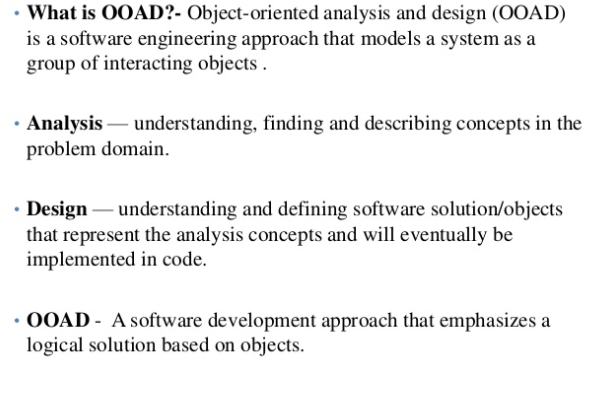 • What is OOAD?- Object-oriented analysis and design (OOAD)
is a software engineering approach that models a system as a
group of interacting objects .
• Analysis — understanding, finding and describing concepts in the
problem domain.
• Design — understanding and defining software solution/objects
that represent the analysis concepts and will eventually be
implemented in code.
• OOAD - A software development approach that emphasizes a
logical solution based on objects.